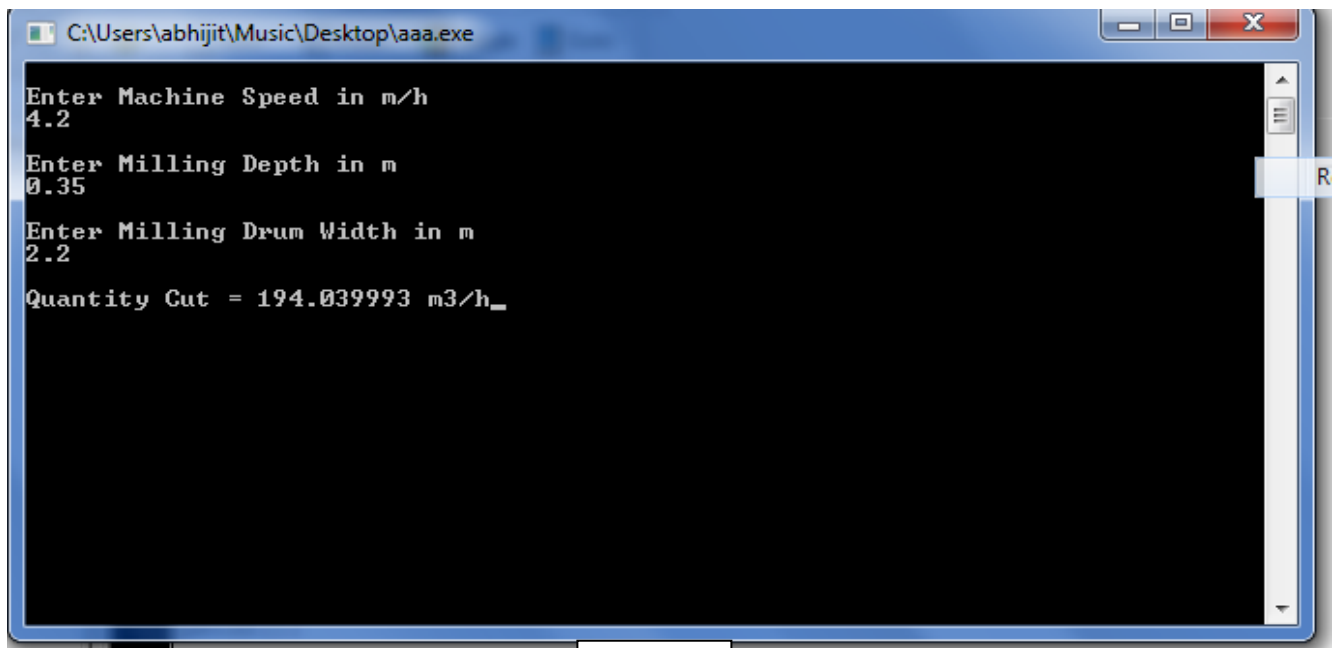 C:\Users\abhijit\Music\Desktop\aaa.exe
Enter Machine Speed in m/h
4.2
Enter Milling Depth in m
0.35
Enter Milling Drum Width in m
2.2
Quantity Cut = 194.039993 m3/h_